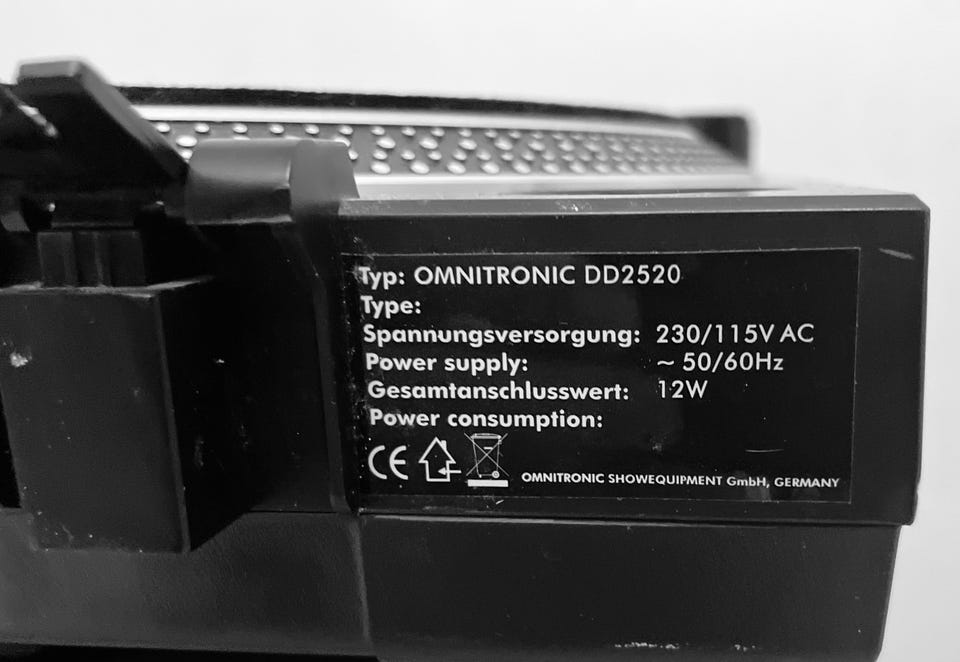 Typ: OMNITRONIC DD2520
Type:
Spannungsversorgung: 230/115V AC
Power supply: ~ 50/60Hz
Gesamtanschlusswert: 12W
Power consumption:
CE
OMNITRONIC SHOWEQUIPMENT GmbH, GERMANY